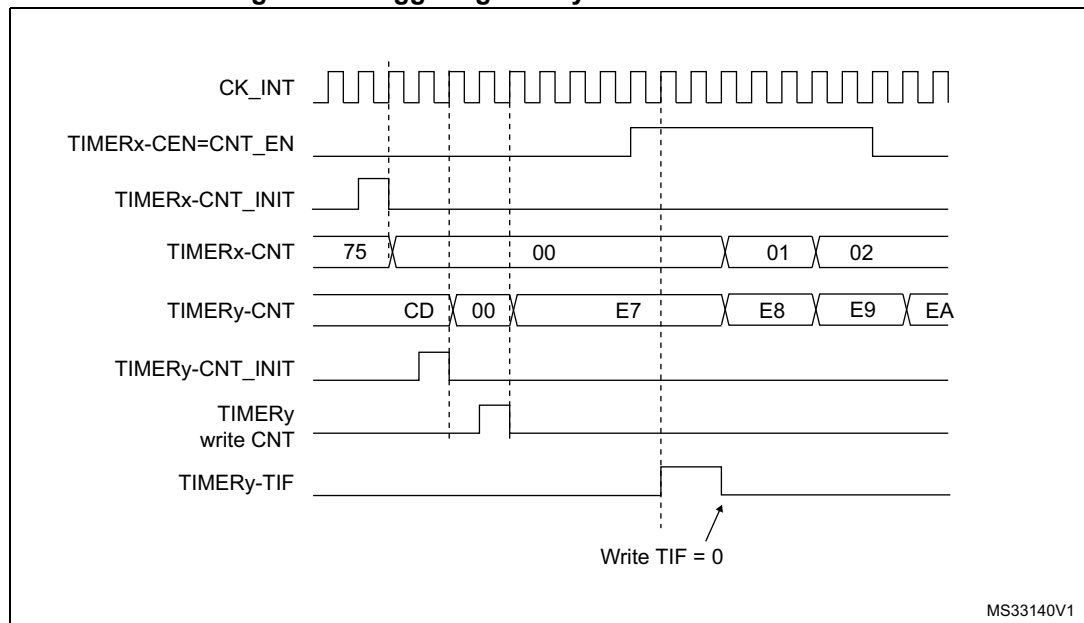 CK_INT
TIMERx-CEN=CNT_EN
TIMERx-CNT_INIT
TIMERx-CNT 75 00 01 02
TIMERy-CNT CD 00 E7 E8 E9 EA
TIMERy-CNT_INIT
TIMERy
write CNT
TIMERy-TIF
Write TIF = 0
MS33140V1